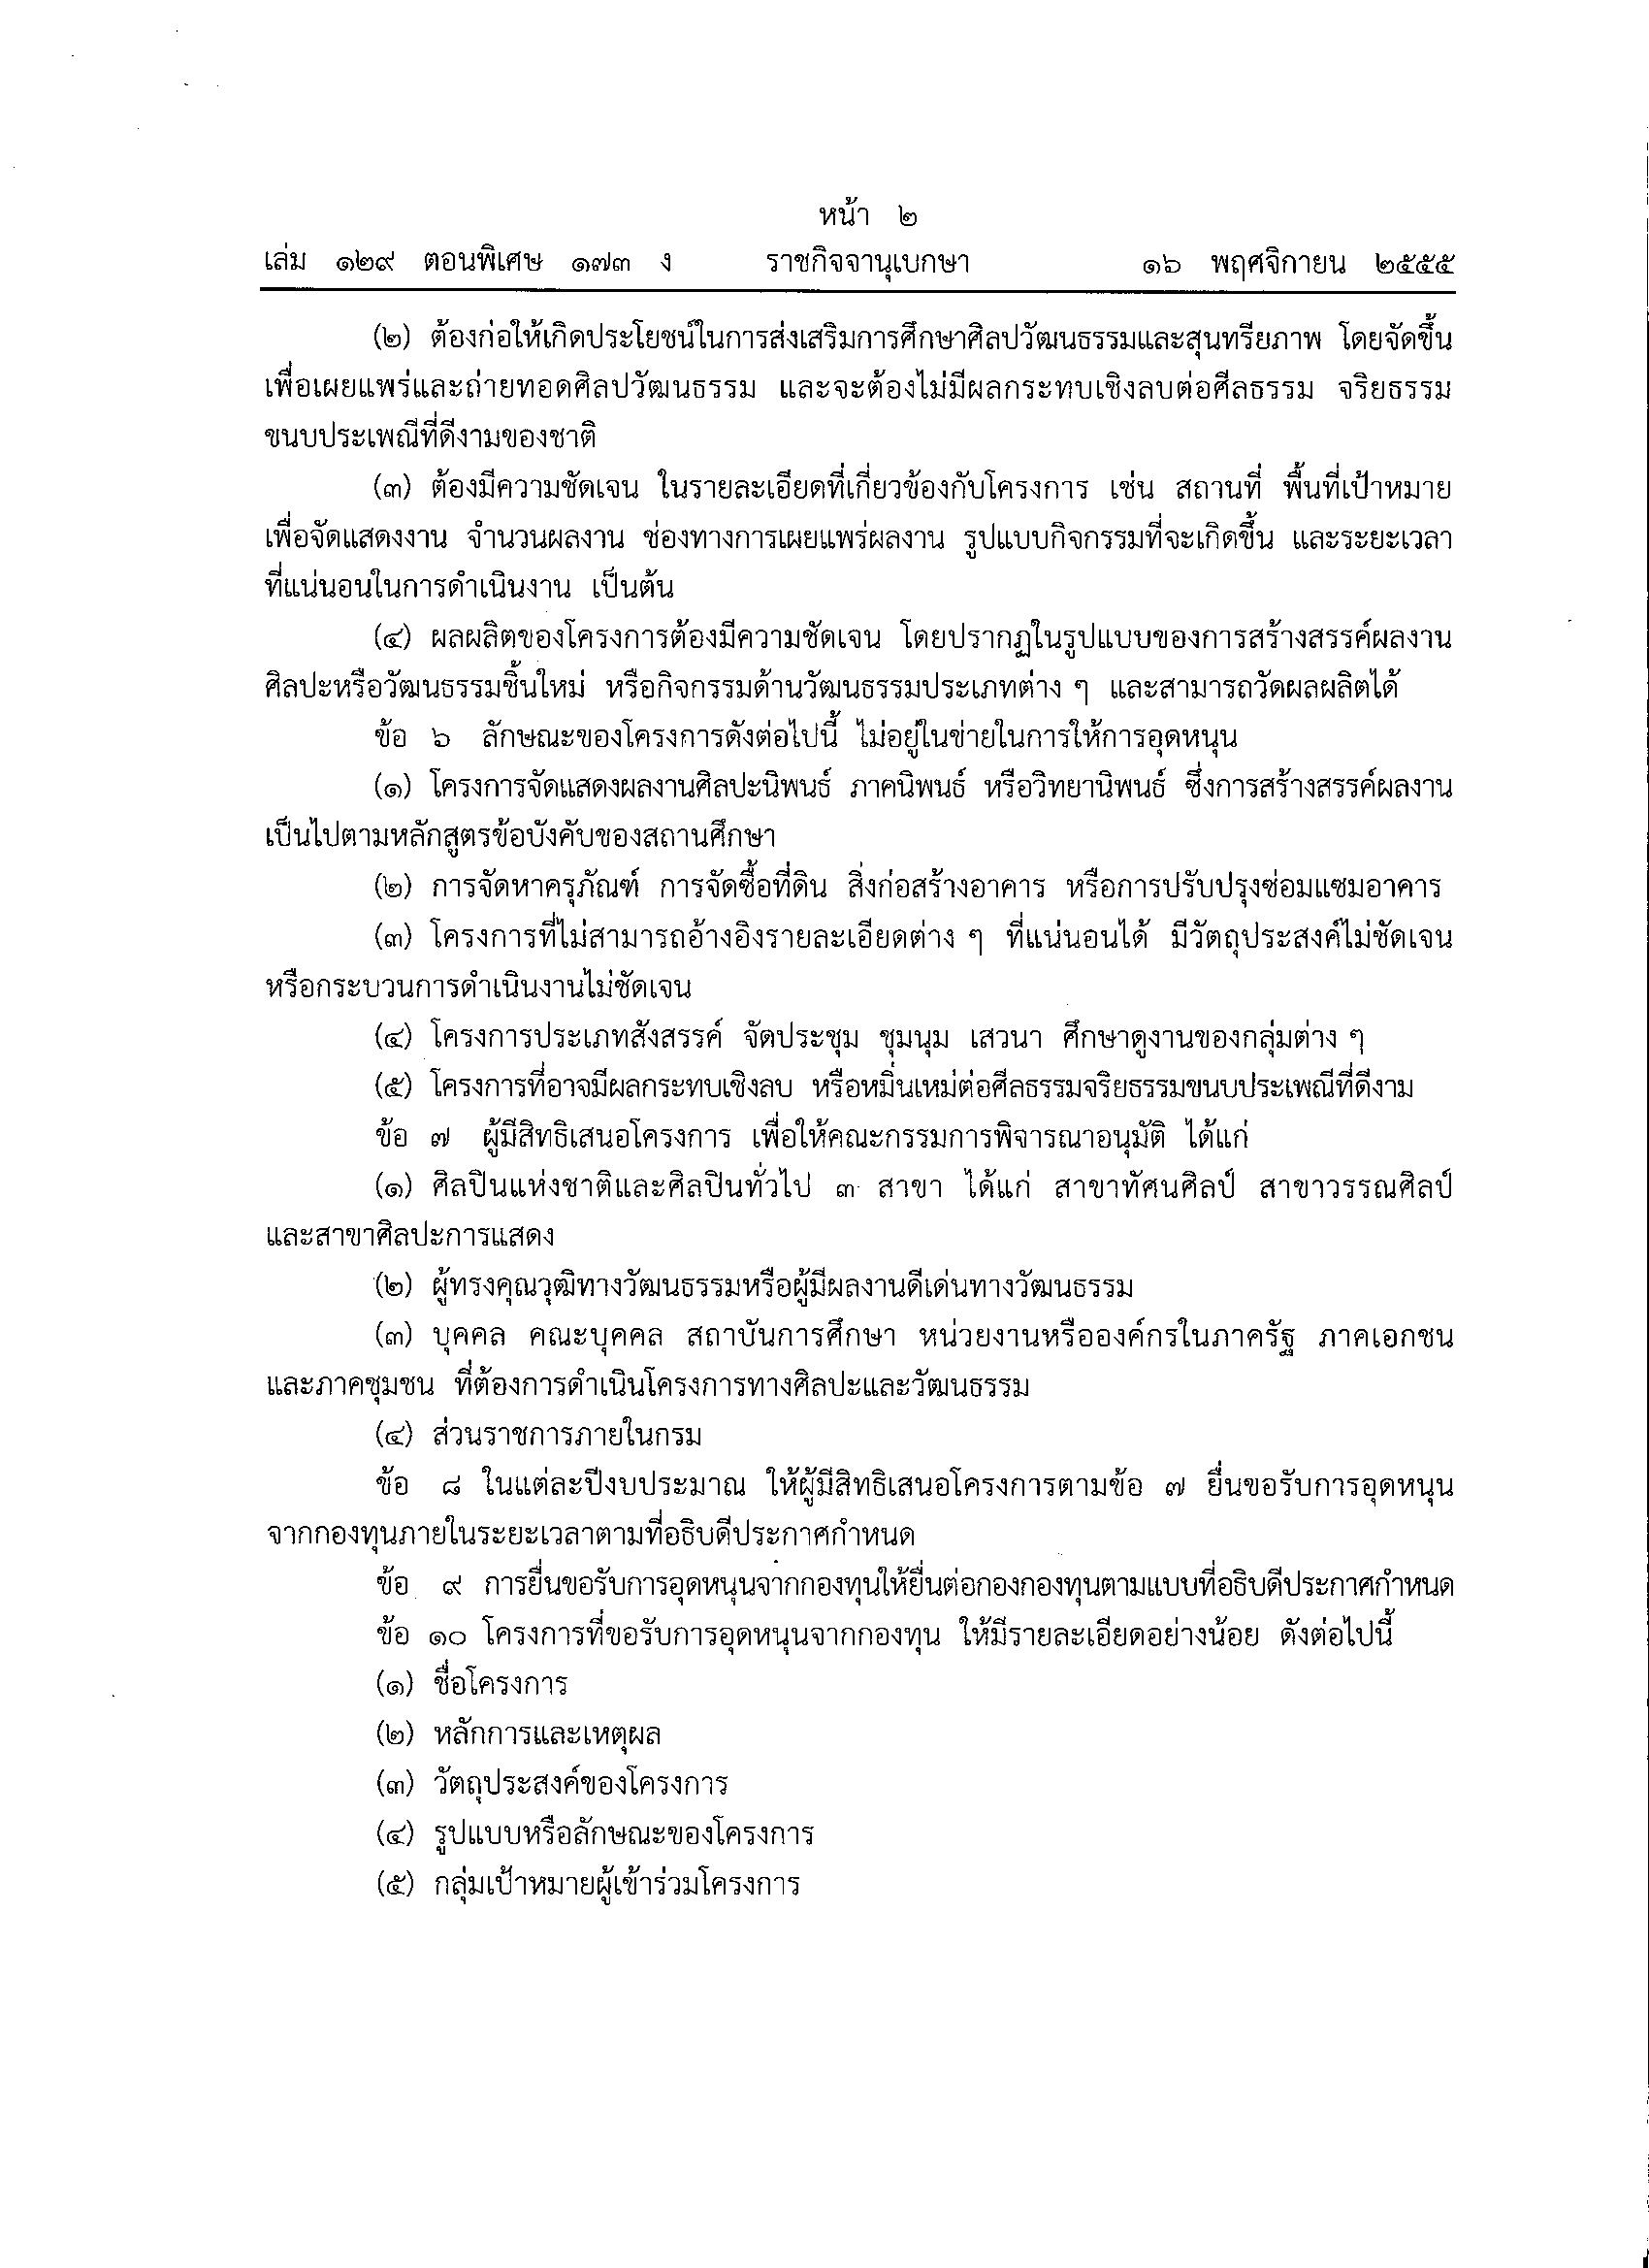 หน้า ๒
เล่ม ๑๒๙ ตอนพิเศษ ๑๗๓ ง ราชกิจจานุเบกษา ๑๖ พฤศจิกายน ๒๕๕๕
(๒) ต้องก่อให้เกิดประโยชน์ในการส่งเสริมการศึกษาศิลปวัฒนธรรมและสุนทรียภาพ โดยจัดขึ้น
เพื่อเผยแพร่และถ่ายทอดศิลปวัฒนธรรม และจะต้องไม่มีผลกระทบเชิงลบต่อศีลธรรม จริยธรรม
ขนบประเพณีที่ดีงามของชาติ
(๓) ต้องมีความชัดเจน ในรายละเอียดที่เกี่ยวข้องกับโครงการ เช่น สถานที่ พื้นที่เป้าหมาย
เพื่อจัดแสดงงาน จำนวนผลงาน ช่องทางการเผยแพร่ผลงาน รูปแบบกิจกรรมที่จะเกิดขึ้น และระยะเวลา
ที่แน่นอนในการดำเนินงาน เป็นต้น
(๔) ผลผลิตของโครงการต้องมีความชัดเจน โดยปรากฏในรูปแบบของการสร้างสรรค์ผลงาน
ศิลปะหรือวัฒนธรรมชิ้นใหม่ หรือกิจกรรมด้านวัฒนธรรมประเภทต่าง ๆ และสามารถวัดผลผลิตได้
ข้อ ๖ ลักษณะของโครงการดังต่อไปนี้ ไม่อยู่ในข่ายในการให้การอุดหนุน
(๑) โครงการจัดแสดงผลงานศิลปะนิพนธ์ ภาคนิพนธ์ หรือวิทยานิพนธ์ ซึ่งการสร้างสรรค์ผลงาน
เป็นไปตามหลักสูตรข้อบังคับของสถานศึกษา
(๒) การจัดหาครุภัณฑ์ การจัดซื้อที่ดิน สิ่งก่อสร้างอาคาร หรือการปรับปรุงซ่อมแซมอาคาร
(๓) โครงการที่ไม่สามารถอ้างอิงรายละเอียดต่าง ๆ ที่แน่นอนได้ มีวัตถุประสงค์ไม่ชัดเจน
หรือกระบวนการดำเนินงานไม่ชัดเจน
(๔) โครงการประเภทสังสรรค์ จัดประชุม ชุมนุม เสวนา ศึกษาดูงานของกลุ่มต่าง ๆ
(๕) โครงการที่อาจมีผลกระทบเชิงลบ หรือหมิ่นเหม่ต่อศีลธรรมจริยธรรมขนบประเพณีที่ดีงาม
ข้อ ๗ ผู้มีสิทธิเสนอโครงการ เพื่อให้คณะกรรมการพิจารณาอนุมัติ ได้แก่
(๑) ศิลปินแห่งชาติและศิลปินทั่วไป ๓ สาขา ได้แก่ สาขาทัศนศิลป์ สาขาวรรณศิลป์
และสาขาศิลปะการแสดง
(๒) ผู้ทรงคุณวุฒิทางวัฒนธรรมหรือผู้มีผลงานดีเด่นทางวัฒนธรรม
(๓) บุคคล คณะบุคคล สถาบันการศึกษา หน่วยงานหรือองค์กรในภาครัฐ ภาคเอกชน
และภาคชุมชน ที่ต้องการดำเนินโครงการทางศิลปะและวัฒนธรรม
(๔) ส่วนราชการภายในกรม
ข้อ ๘ ในแต่ละปีงบประมาณ ให้ผู้มีสิทธิเสนอโครงการตามข้อ ๗ ยื่นขอรับการอุดหนุน
จากกองทุนภายในระยะเวลาตามที่อธิบดีประกาศกำหนด
ข้อ ๙ การยื่นขอรับการอุดหนุนจากกองทุนให้ยื่นต่อกองกองทุนตามแบบที่อธิบดีประกาศกำหนด
ข้อ ๑๐ โครงการที่ขอรับการอุดหนุนจากกองทุน ให้มีรายละเอียดอย่างน้อย ดังต่อไปนี้
(๑) ชื่อโครงการ
(๒) หลักการและเหตุผล
(๓) วัตถุประสงค์ของโครงการ
(๔) รูปแบบหรือลักษณะของโครงการ
(๕) กลุ่มเป้าหมายผู้เข้าร่วมโครงการ